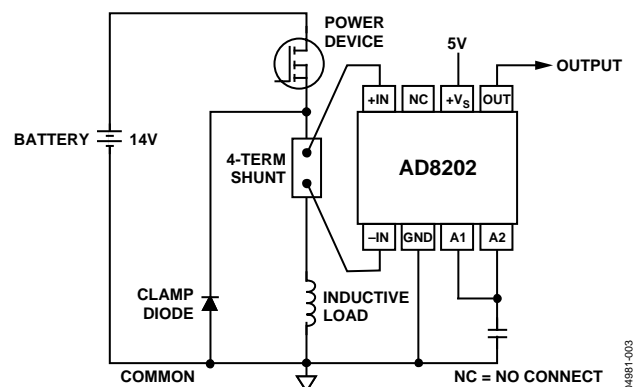 POWER
DEVICE
5V
OUTPUT
+IN
NC
+VS
OUT
BATTERY
14V
4-TERM
SHUNT
AD8202
–IN
GND
A1
A2
CLAMP
DIODE
INDUCTIVE
LOAD
COMMON
NC = NO CONNECT
04981-003